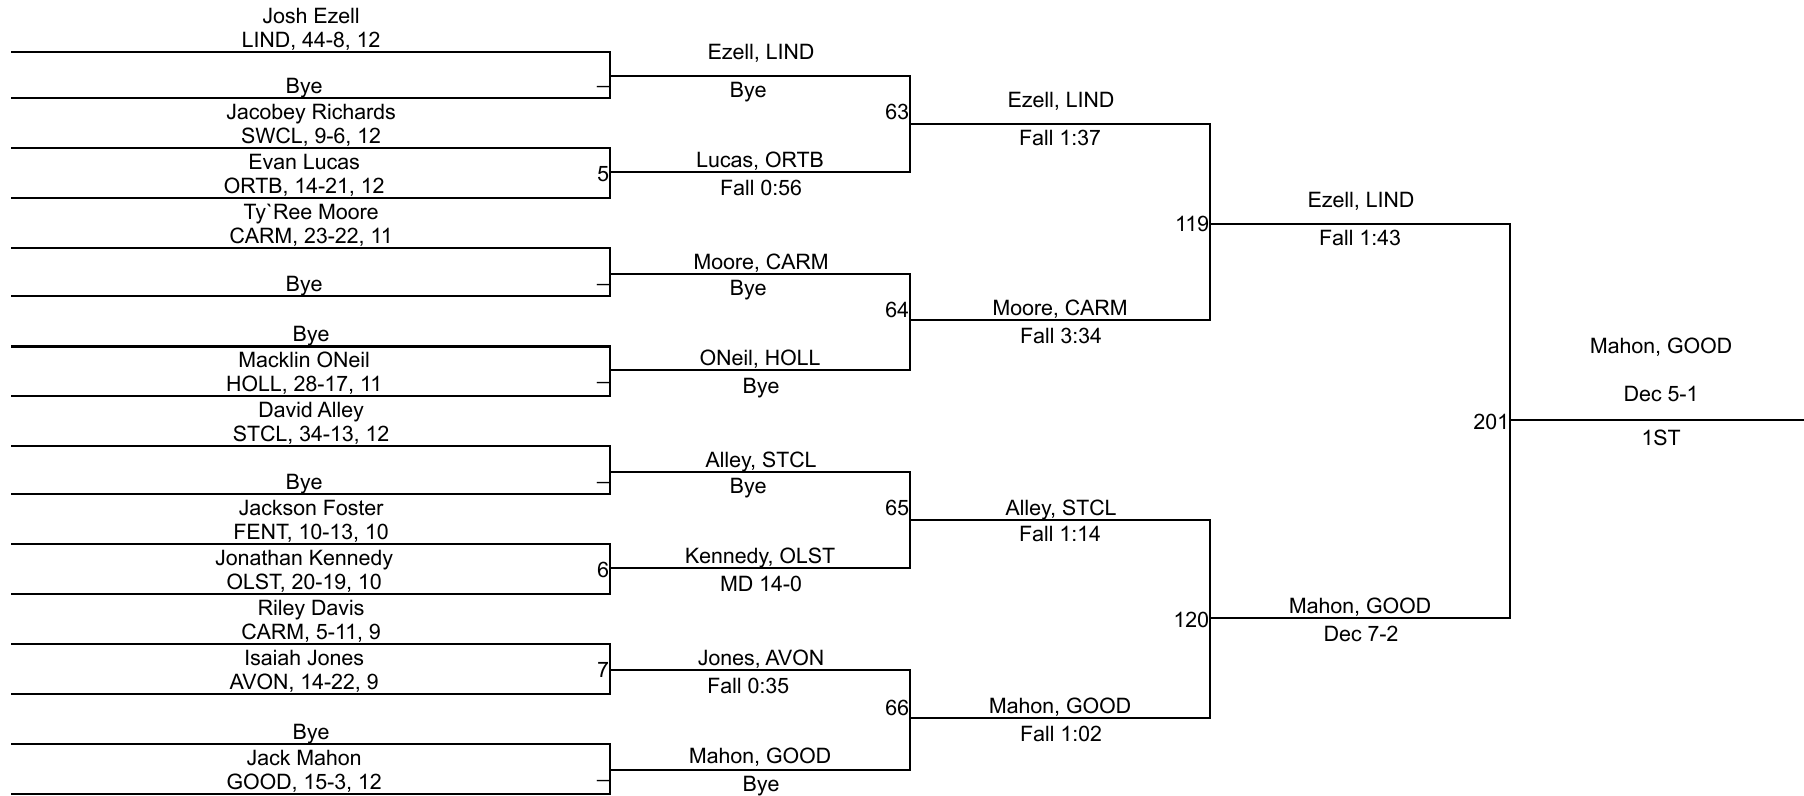 Josh Ezell
LIND, 44-8, 12
Bye
Jacobey Richards
SWCL, 9-6, 12
Evan Lucas
ORTB, 14-21, 12
5
Ty`Ree Moore
CARM, 23-22, 11
Bye
Bye
Macklin ONeil
HOLL, 28-17, 11
David Alley
STCL, 34-13, 12
Bye
Jackson Foster
FENT, 10-13, 10
Jonathan Kennedy
OLST, 20-19, 10
6
Riley Davis
CARM, 5-11, 9
Isaiah Jones
AVON, 14-22, 9
7
Bye
Jack Mahon
GOOD, 15-3, 12
Ezell, LIND
Bye
63
Lucas, ORTB
Fall 0:56
Moore, CARM
Bye
64
ONeil, HOLL
Bye
Alley, STCL
Bye
65
Kennedy, OLST
MD 14-0
Jones, AVON
Fall 0:35
66
Mahon, GOOD
Bye
Ezell, LIND
Fall 1:37
119
Moore, CARM
Fall 3:34
Alley, STCL
Fall 1:14
120
Mahon, GOOD
Fall 1:02
Ezell, LIND
Fall 1:43
201
Mahon, GOOD
Dec 7-2
Mahon, GOOD
Dec 5-1
1ST